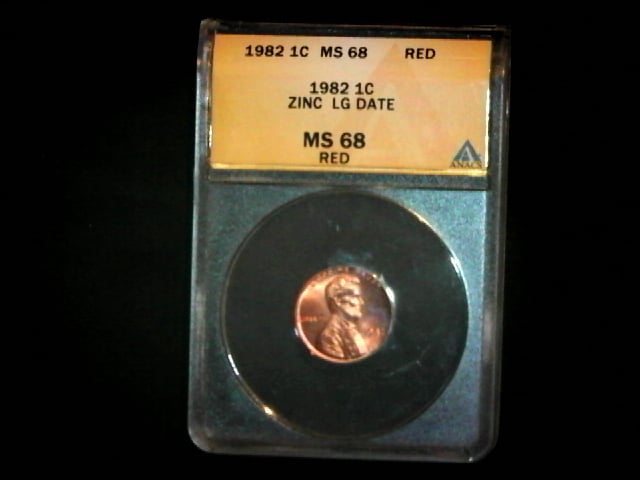 1982 1C MS 68 RED
1982 1C
ZINC LG DATE
MS 68
RED
ANACS